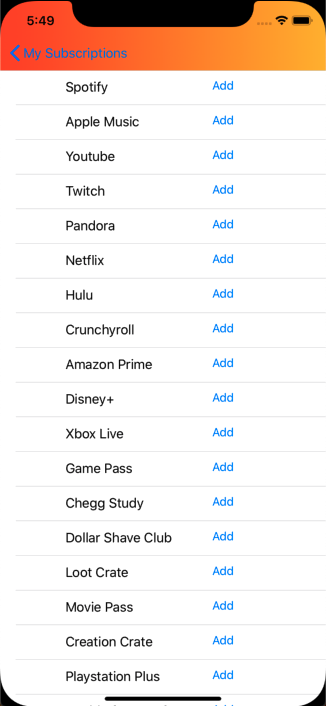 5:49
My Subscriptions
Spotify Add
Apple Music Add
Youtube Add
Twitch Add
Pandora Add
Netflix Add
Hulu Add
Crunchyroll Add
Amazon Prime Add
Disney+ Add
Xbox Live Add
Game Pass Add
Chegg Study Add
Dollar Shave Club Add
Loot Crate Add
Movie Pass Add
Creation Crate Add
Playstation Plus Add